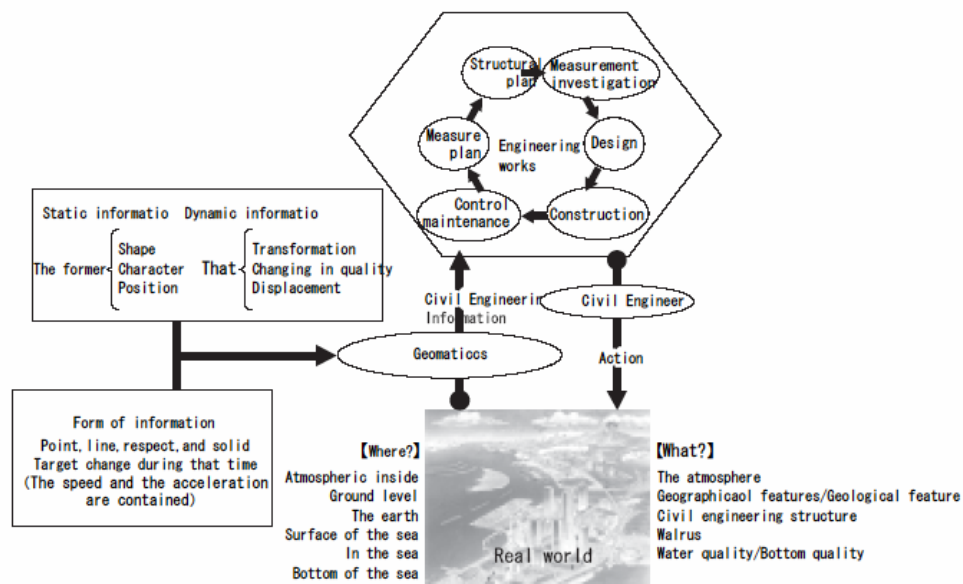 Structural
plan
Measurement
investigation
Measure
plan
Engineering
works
Design
Control
maintenance
Construction
Static informatio Dynamic informatio
The former
Shape
Character
Position
That
Transformation
Changing in quality
Displacement
Civil Engineerin
Information
Civil Engineer
Geomaticcs
Action
Form of information
Point, line, respect, and solid
Target change during that time
(The speed and the acceleration
are contained)
【Where?】
Atmospheric inside
Ground level
The earth
Surface of the sea
In the sea
Bottom of the sea
Real world
【What?】
The atmosphere
Geographicaol features/Geological feature
Civil engineering structure
Walrus
Water quality/Bottom quality